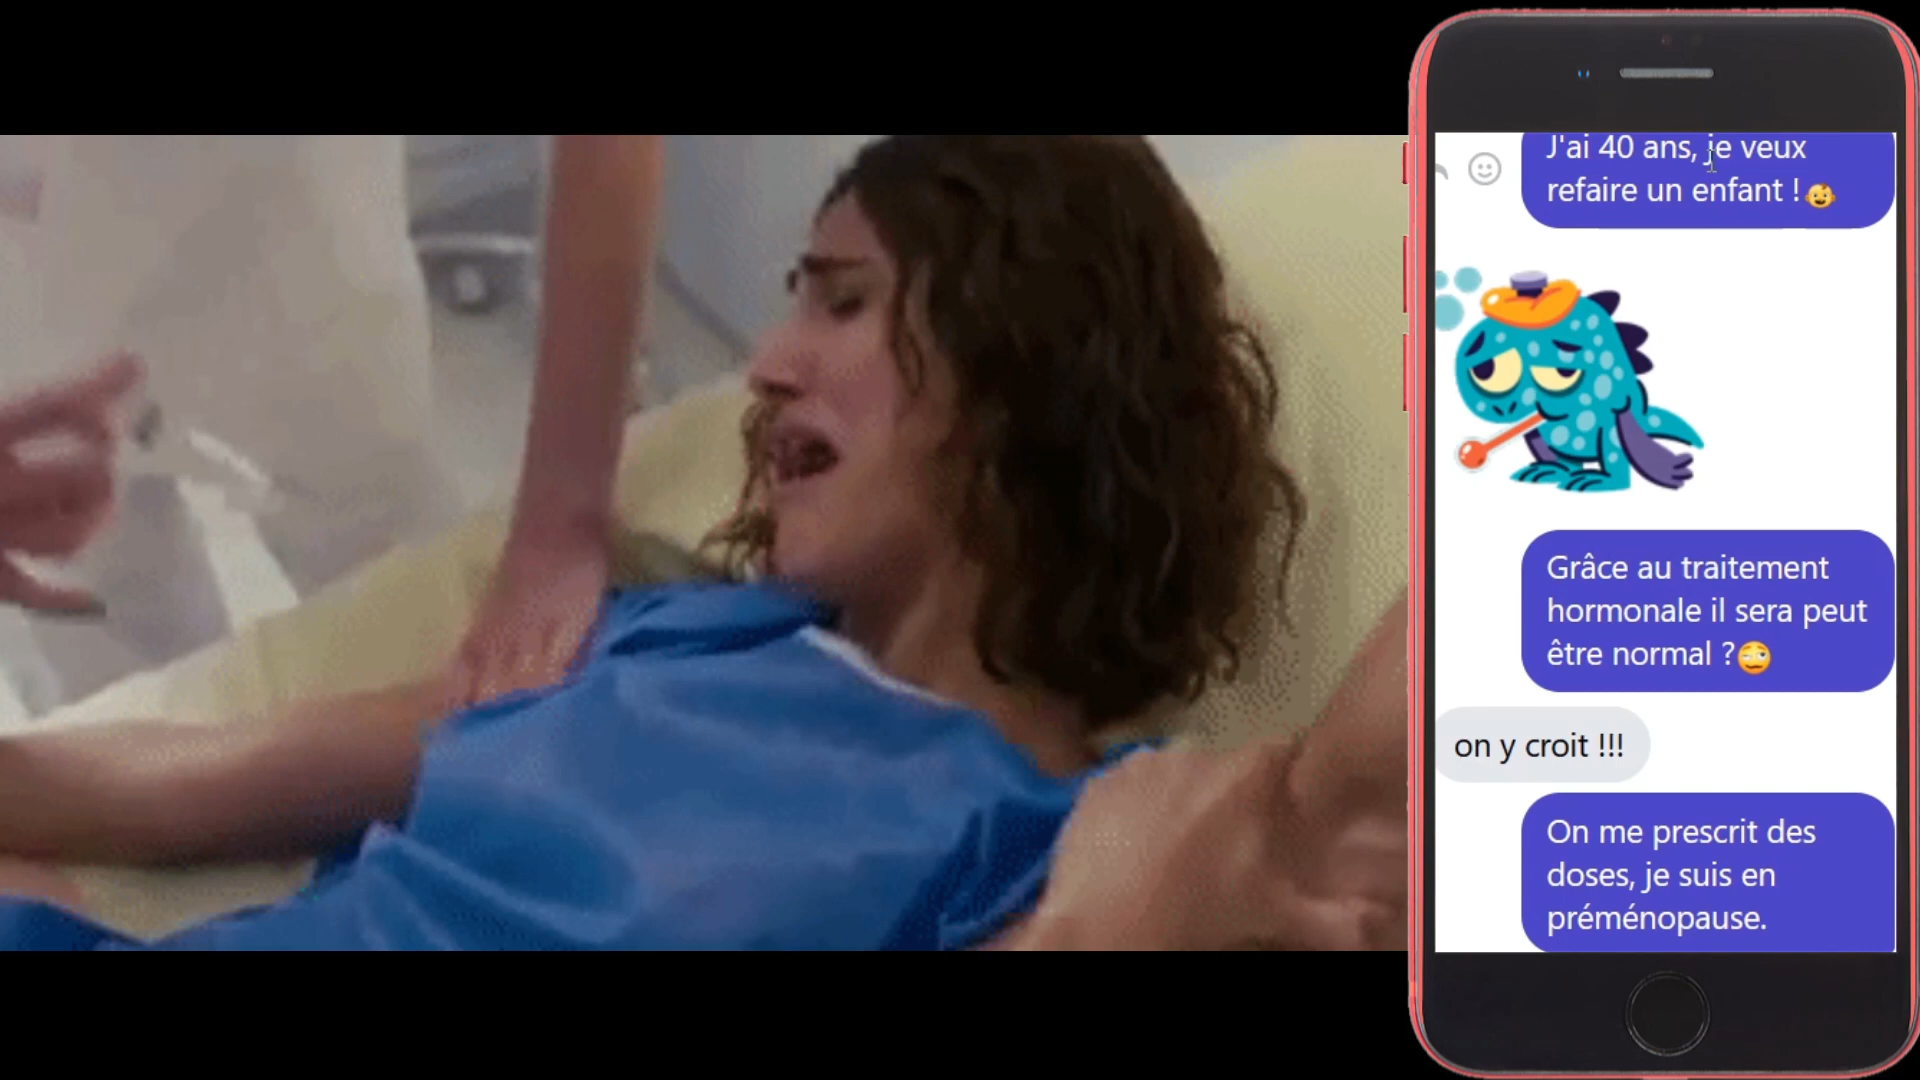 J'ai 40 ans, je veux
refaire un enfant !
Grâce au traitement
hormonale il sera peut
être normal ?
on y croit !!!
On me prescrit des
doses, je suis en
préménopause.